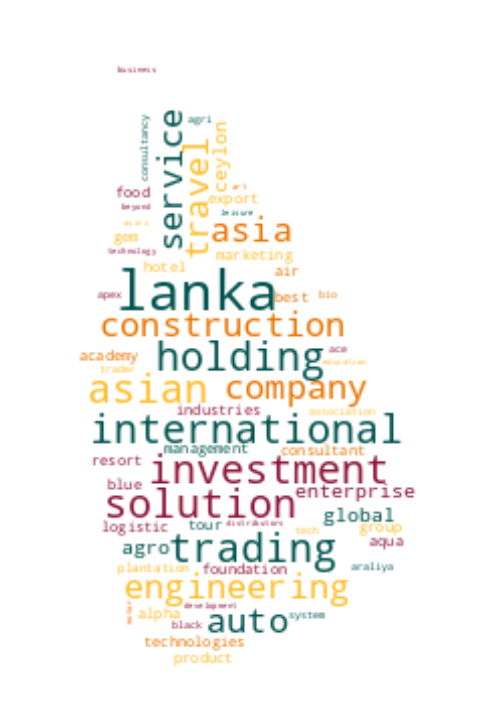 business
consultancy
service
agri
travel
ceylon
food
art
export
beyond
leisure
asia
gem
technology
marketing
hotel
air
lanka
apex
best
bio
construction
holding
ace
academy
education
trader
asian
company
industries
association
international
management
consultant
resort
investment
blue
enterprise
solution
global
logistic
tour
distributors
tech
group
agro
trading
aqua
plantation
foundation
araliya
engineering
development
alpha
black
auto
system
technologies
product